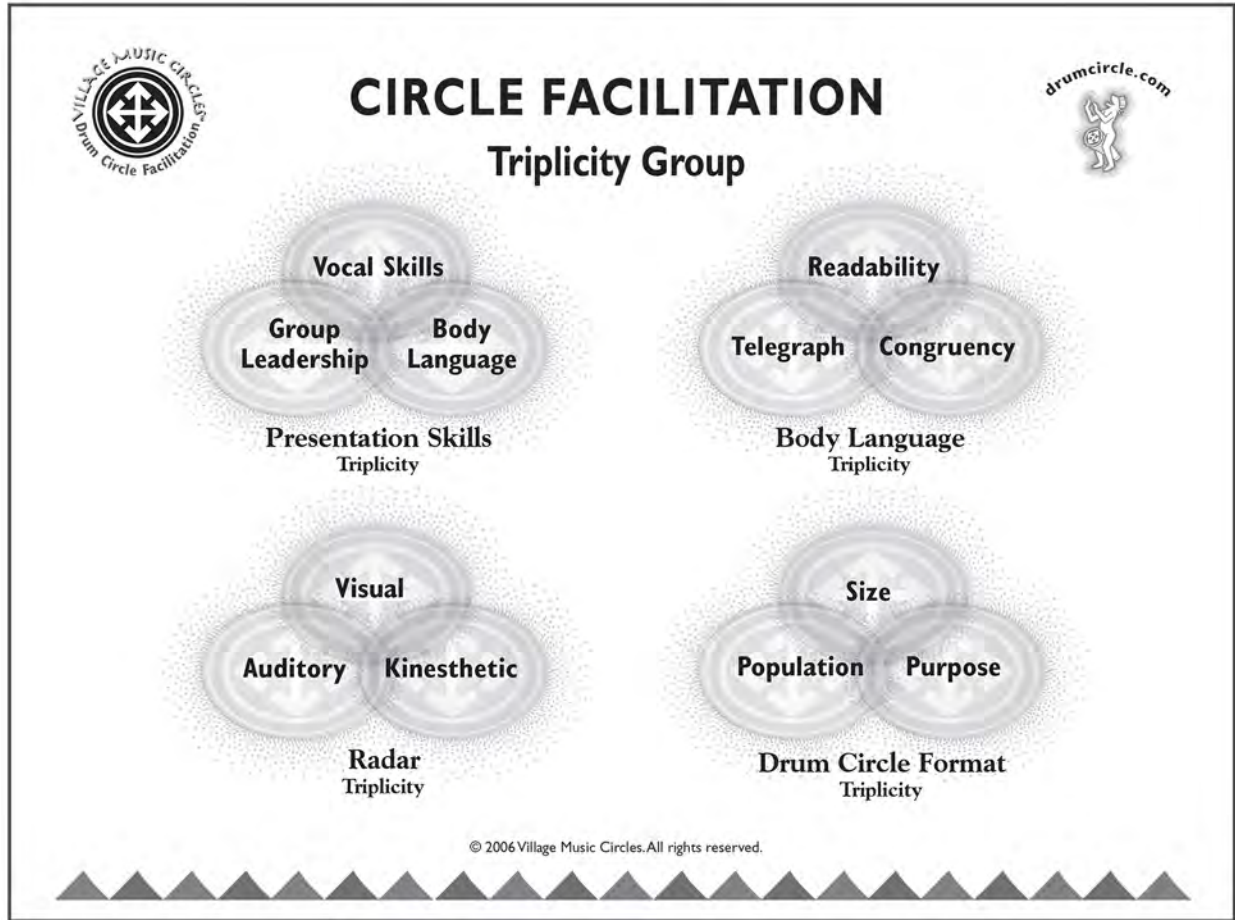 VILLAGE MUSIC CIRCLES™
Drum Circle Facilitation
CIRCLE FACILITATION
Triplicity Group
drumcircle.com
Vocal Skills
Group
Leadership
Body
Language
Presentation Skills
Triplicity
Readability
Telegraph
Congruency
Body Language
Triplicity
Visual
Auditory
Kinesthetic
Radar
Triplicity
Size
Population
Purpose
Drum Circle Format
Triplicity
© 2006 Village Music Circles. All rights reserved.